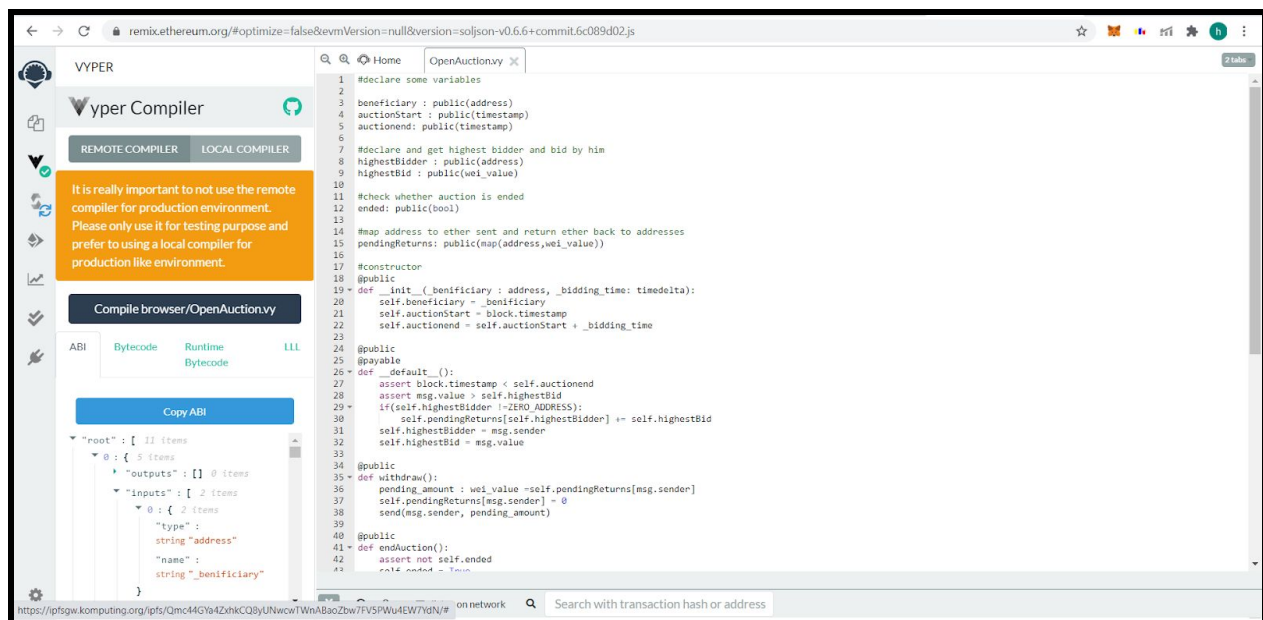 remix.ethereum.org/#optimize=false&evmVersion=null&version=soljson-v0.6.6+commit.6c089d02.js
h
VYPER
Vyper Compiler
REMOTE COMPILER LOCAL COMPILER
It is really important to not use the remote
compiler for production environment.
Please only use it for testing purpose and
prefer to using a local compiler for
production like environment.
Compile browser/OpenAuction.vy
ABI Bytecode Runtime LLL
Bytecode
Copy ABI
"root" : [ 11 items
0 : { 5 items
"outputs" : [] 0 items
"inputs" : [ 2 items
0 : { 2 items
"type" :
string "address"
"name" :
string "_benificiary"
}
Home OpenAuction.vy 2 tabs
1 #declare some variables
2
3 beneficiary : public(address)
4 auctionStart : public(timestamp)
5 auctionend: public(timestamp)
6
7 #declare and get highest bidder and bid by him
8 highestBidder : public(address)
9 highestBid : public(wei_value)
10
11 #check whether auction is ended
12 ended: public(bool)
13
14 #map address to ether sent and return ether back to addresses
15 pendingReturns: public(map(address,wei_value))
16
17 #constructor
18 @public
19 def __init__(_benificiary : address, _bidding_time: timedelta):
20 self.beneficiary = _benificiary
21 self.auctionStart = block.timestamp
22 self.auctionend = self.auctionStart + _bidding_time
23
24 @public
25 @payable
26 def __default__():
27 assert block.timestamp < self.auctionend
28 assert msg.value > self.highestBid
29 if(self.highestBidder !=ZERO_ADDRESS):
30 self.pendingReturns[self.highestBidder] += self.highestBid
31 self.highestBidder = msg.sender
32 self.highestBid = msg.value
33
34 @public
35 def withdraw():
36 pending_amount : wei_value =self.pendingReturns[msg.sender]
37 self.pendingReturns[msg.sender] = 0
38 send(msg.sender, pending_amount)
39
40 @public
41 def endAuction():
42 assert not self.ended
43 self.ended = True
https://ipfsgw.komputing.org/ipfs/Qmc44GYa4ZxhkCQ8yUNwcwTWnABaoZbw7FV5PWu4EW7YdN/# on network Search with transaction hash or address